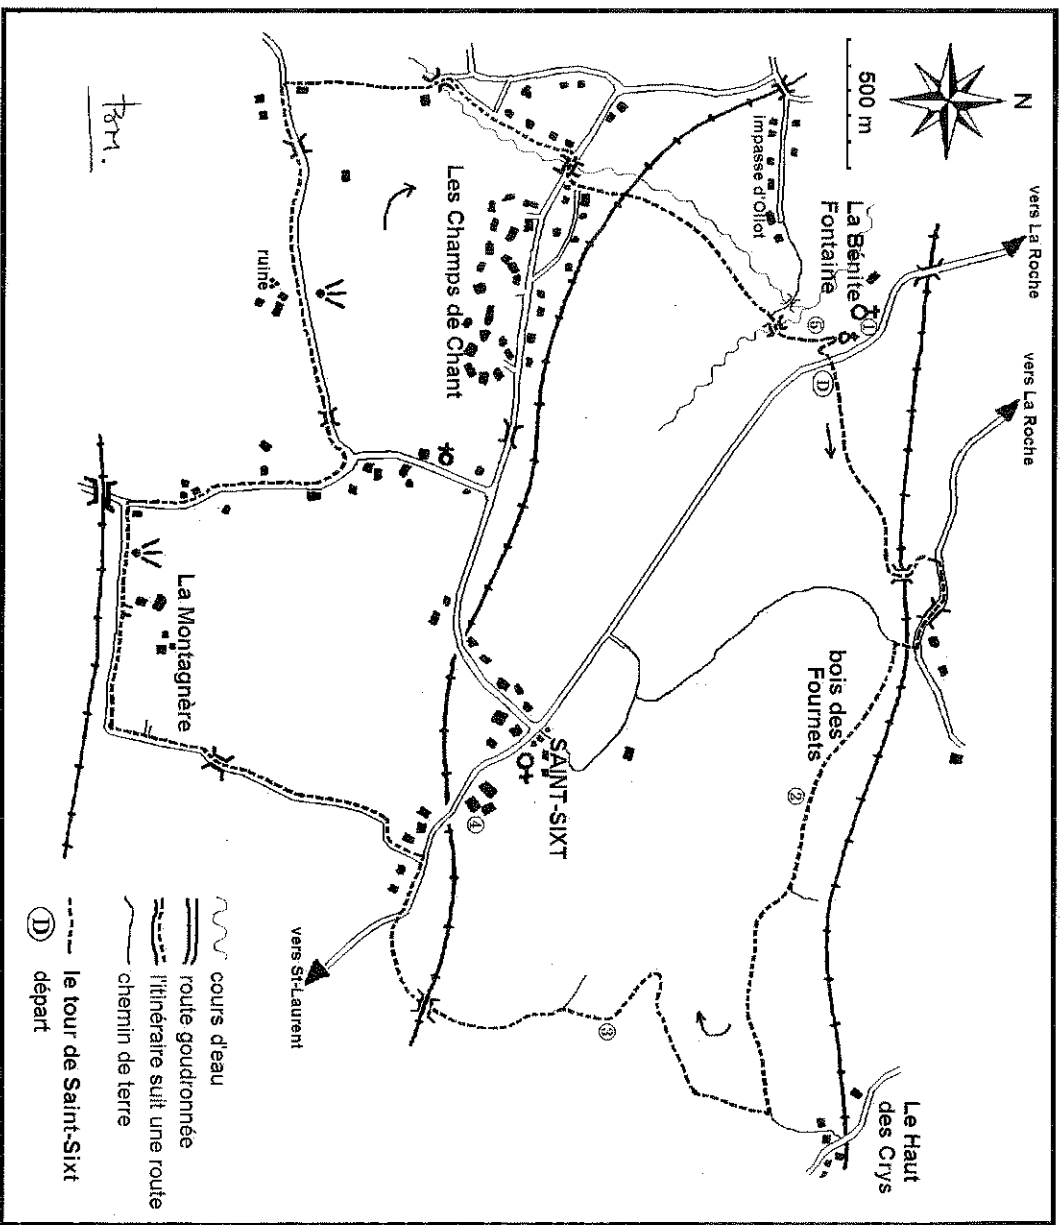 N
500 m
vers La Roche
vers La Roche
impasse d'Ollot
La Bénite
Fontaine
①
⑤
Ⓓ
bois des
Fournets
②
Le Haut
des Crys
③
Les Champs de Chant
SAINT-SIXT
④
ruine
La Montagnère
vers St-Laurent
cours d'eau
route goudronnée
l'itinéraire suit une route
chemin de terre
le tour de Saint-Sixt
Ⓓ départ